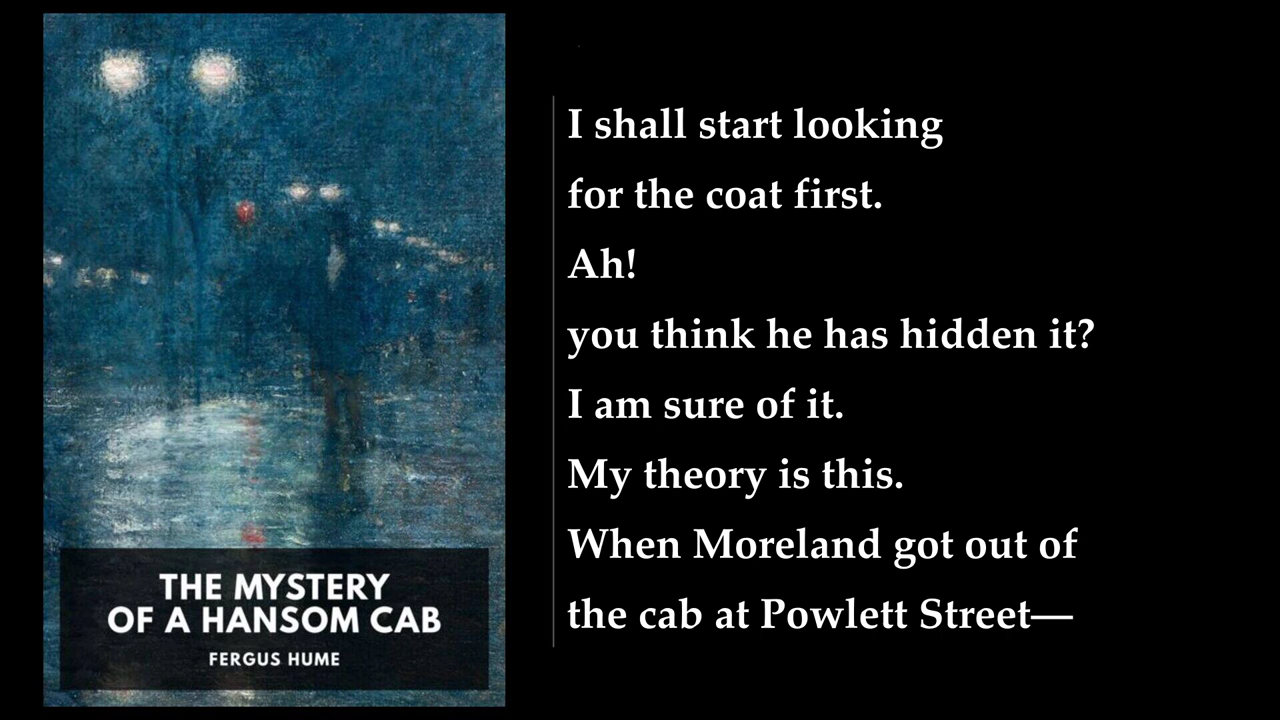 THE MYSTERY
OF A HANSOM CAB
FERGUS HUME
I shall start looking
for the coat first.
Ah!
you think he has hidden it?
I am sure of it.
My theory is this.
When Moreland got out of
the cab at Powlett Street—